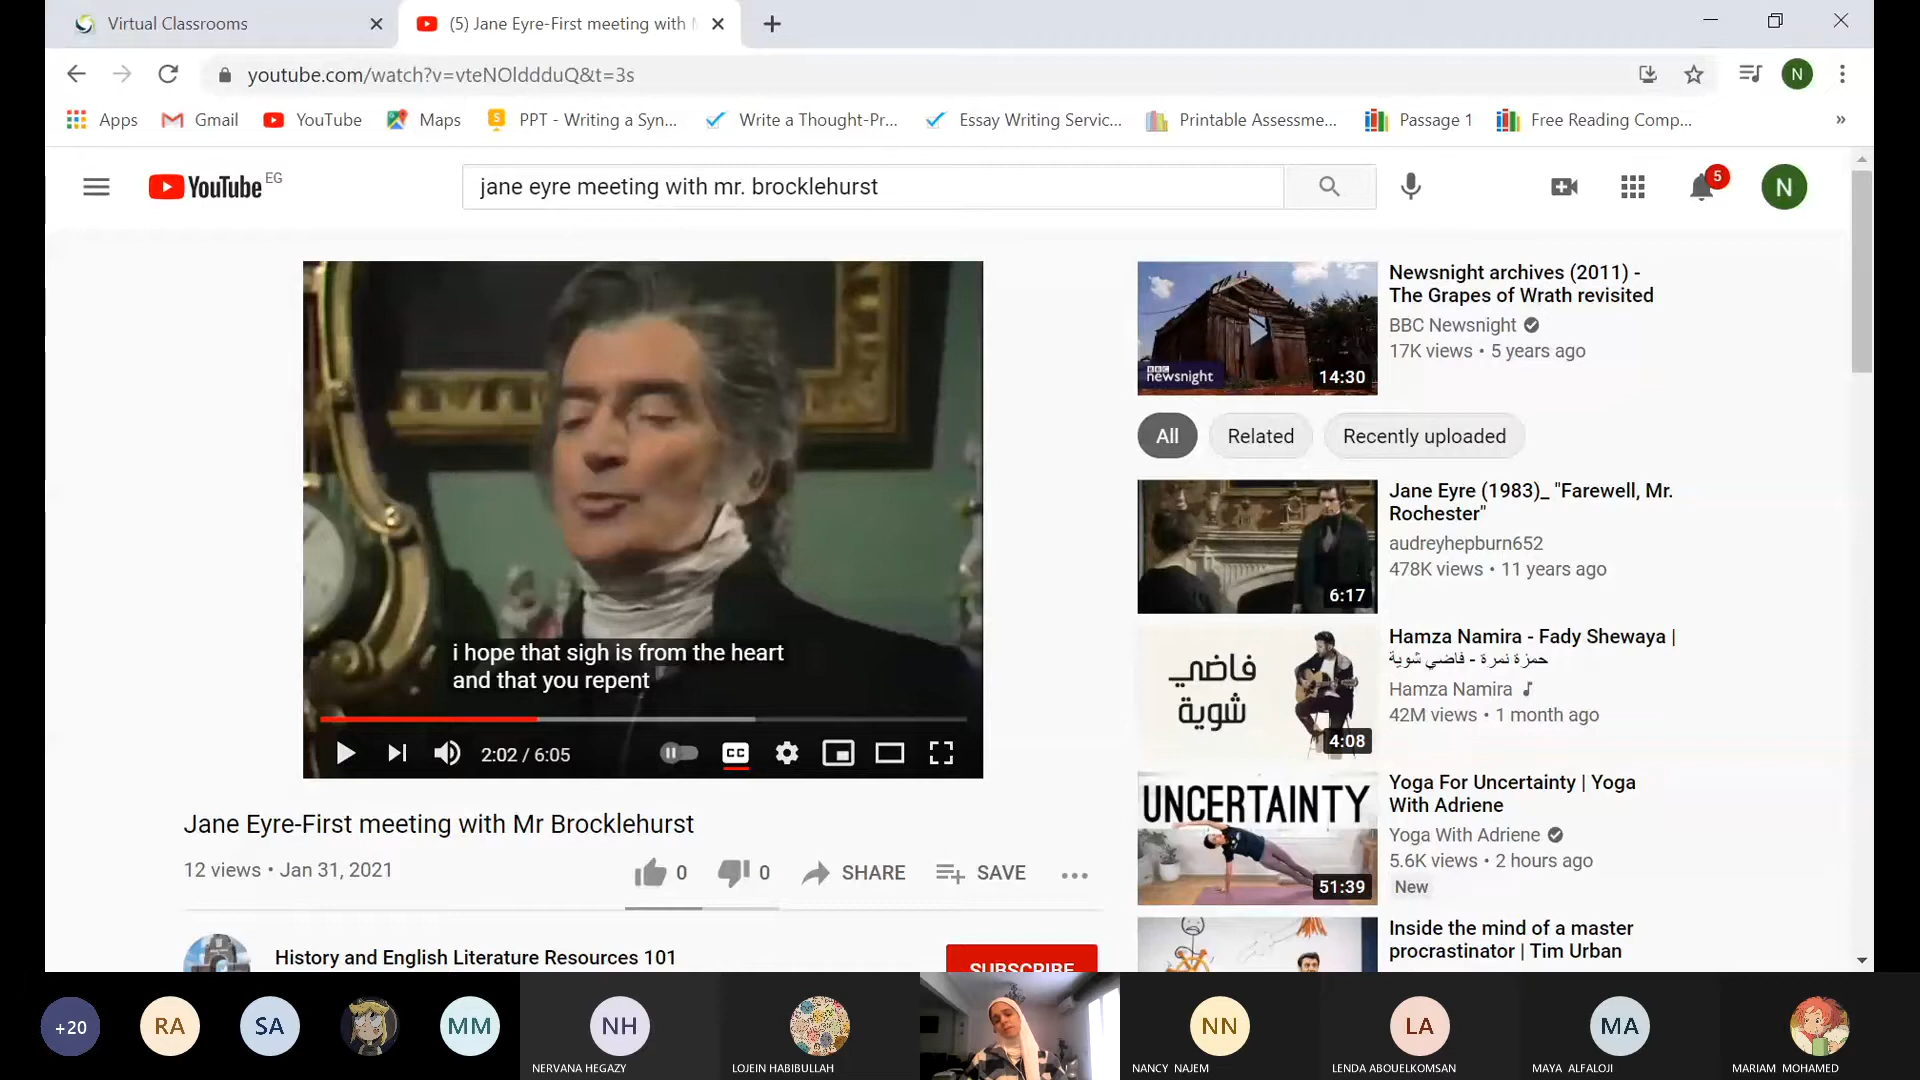 Virtual Classrooms
(5) Jane Eyre-First meeting with
youtube.com/watch?v=vteNOlddduQ&t=3s
N
Apps
Gmail
YouTube
Maps
PPT - Writing a Syn...
Write a Thought-Pr...
Essay Writing Servic...
Printable Assessme...
Passage 1
Free Reading Comp...
»
YouTube EG
jane eyre meeting with mr. brocklehurst
5
N
i hope that sigh is from the heart
and that you repent
2:02 / 6:05
CC
Jane Eyre-First meeting with Mr Brocklehurst
12 views • Jan 31, 2021
0
0
SHARE
SAVE
History and English Literature Resources 101
SUBSCRIBE
BBC newsnight
14:30
Newsnight archives (2011) -
The Grapes of Wrath revisited
BBC Newsnight
17K views • 5 years ago
All
Related
Recently uploaded
6:17
Jane Eyre (1983)_ "Farewell, Mr.
Rochester"
audreyhepburn652
478K views • 11 years ago
فاضي
شوية
4:08
Hamza Namira - Fady Shewaya |
حمزة نمرة - فاضي شوية
Hamza Namira
42M views • 1 month ago
UNCERTAINTY
51:39
Yoga For Uncertainty | Yoga
With Adriene
Yoga With Adriene
5.6K views • 2 hours ago
New
Inside the mind of a master
procrastinator | Tim Urban
+20
RA
SA
MM
NH
NERVANA HEGAZY
LOJEIN HABIBULLAH
NN
NANCY NAJEM
LA
LENDA ABOUELKOMSAN
MA
MAYA ALFALOJI
MARIAM MOHAMED